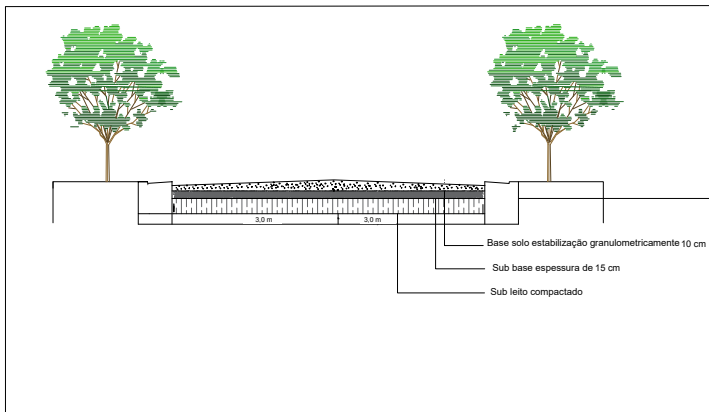 3,0 m 3,0 m
Base solo estabilização granulometricamente 10 cm
Sub base espessura de 15 cm
Sub leito compactado